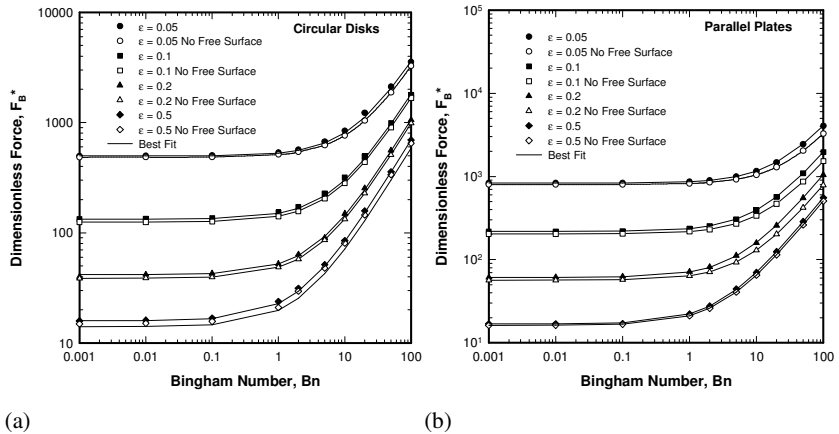 Circular Disks
ε = 0.05
ε = 0.05 No Free Surface
ε = 0.1
ε = 0.1 No Free Surface
ε = 0.2
ε = 0.2 No Free Surface
ε = 0.5
ε = 0.5 No Free Surface
Best Fit
Dimensionless Force, F_B*
10000
1000
100
10
0.001 0.01 0.1 1 10 100
Bingham Number, Bn
(a)
Parallel Plates
ε = 0.05
ε = 0.05 No Free Surface
ε = 0.1
ε = 0.1 No Free Surface
ε = 0.2
ε = 0.2 No Free Surface
ε = 0.5
ε = 0.5 No Free Surface
Best Fit
Dimensionless Force, F_B*
10^5
10^4
10^3
10^2
10^1
0.001 0.01 0.1 1 10 100
Bingham Number, Bn
(b)